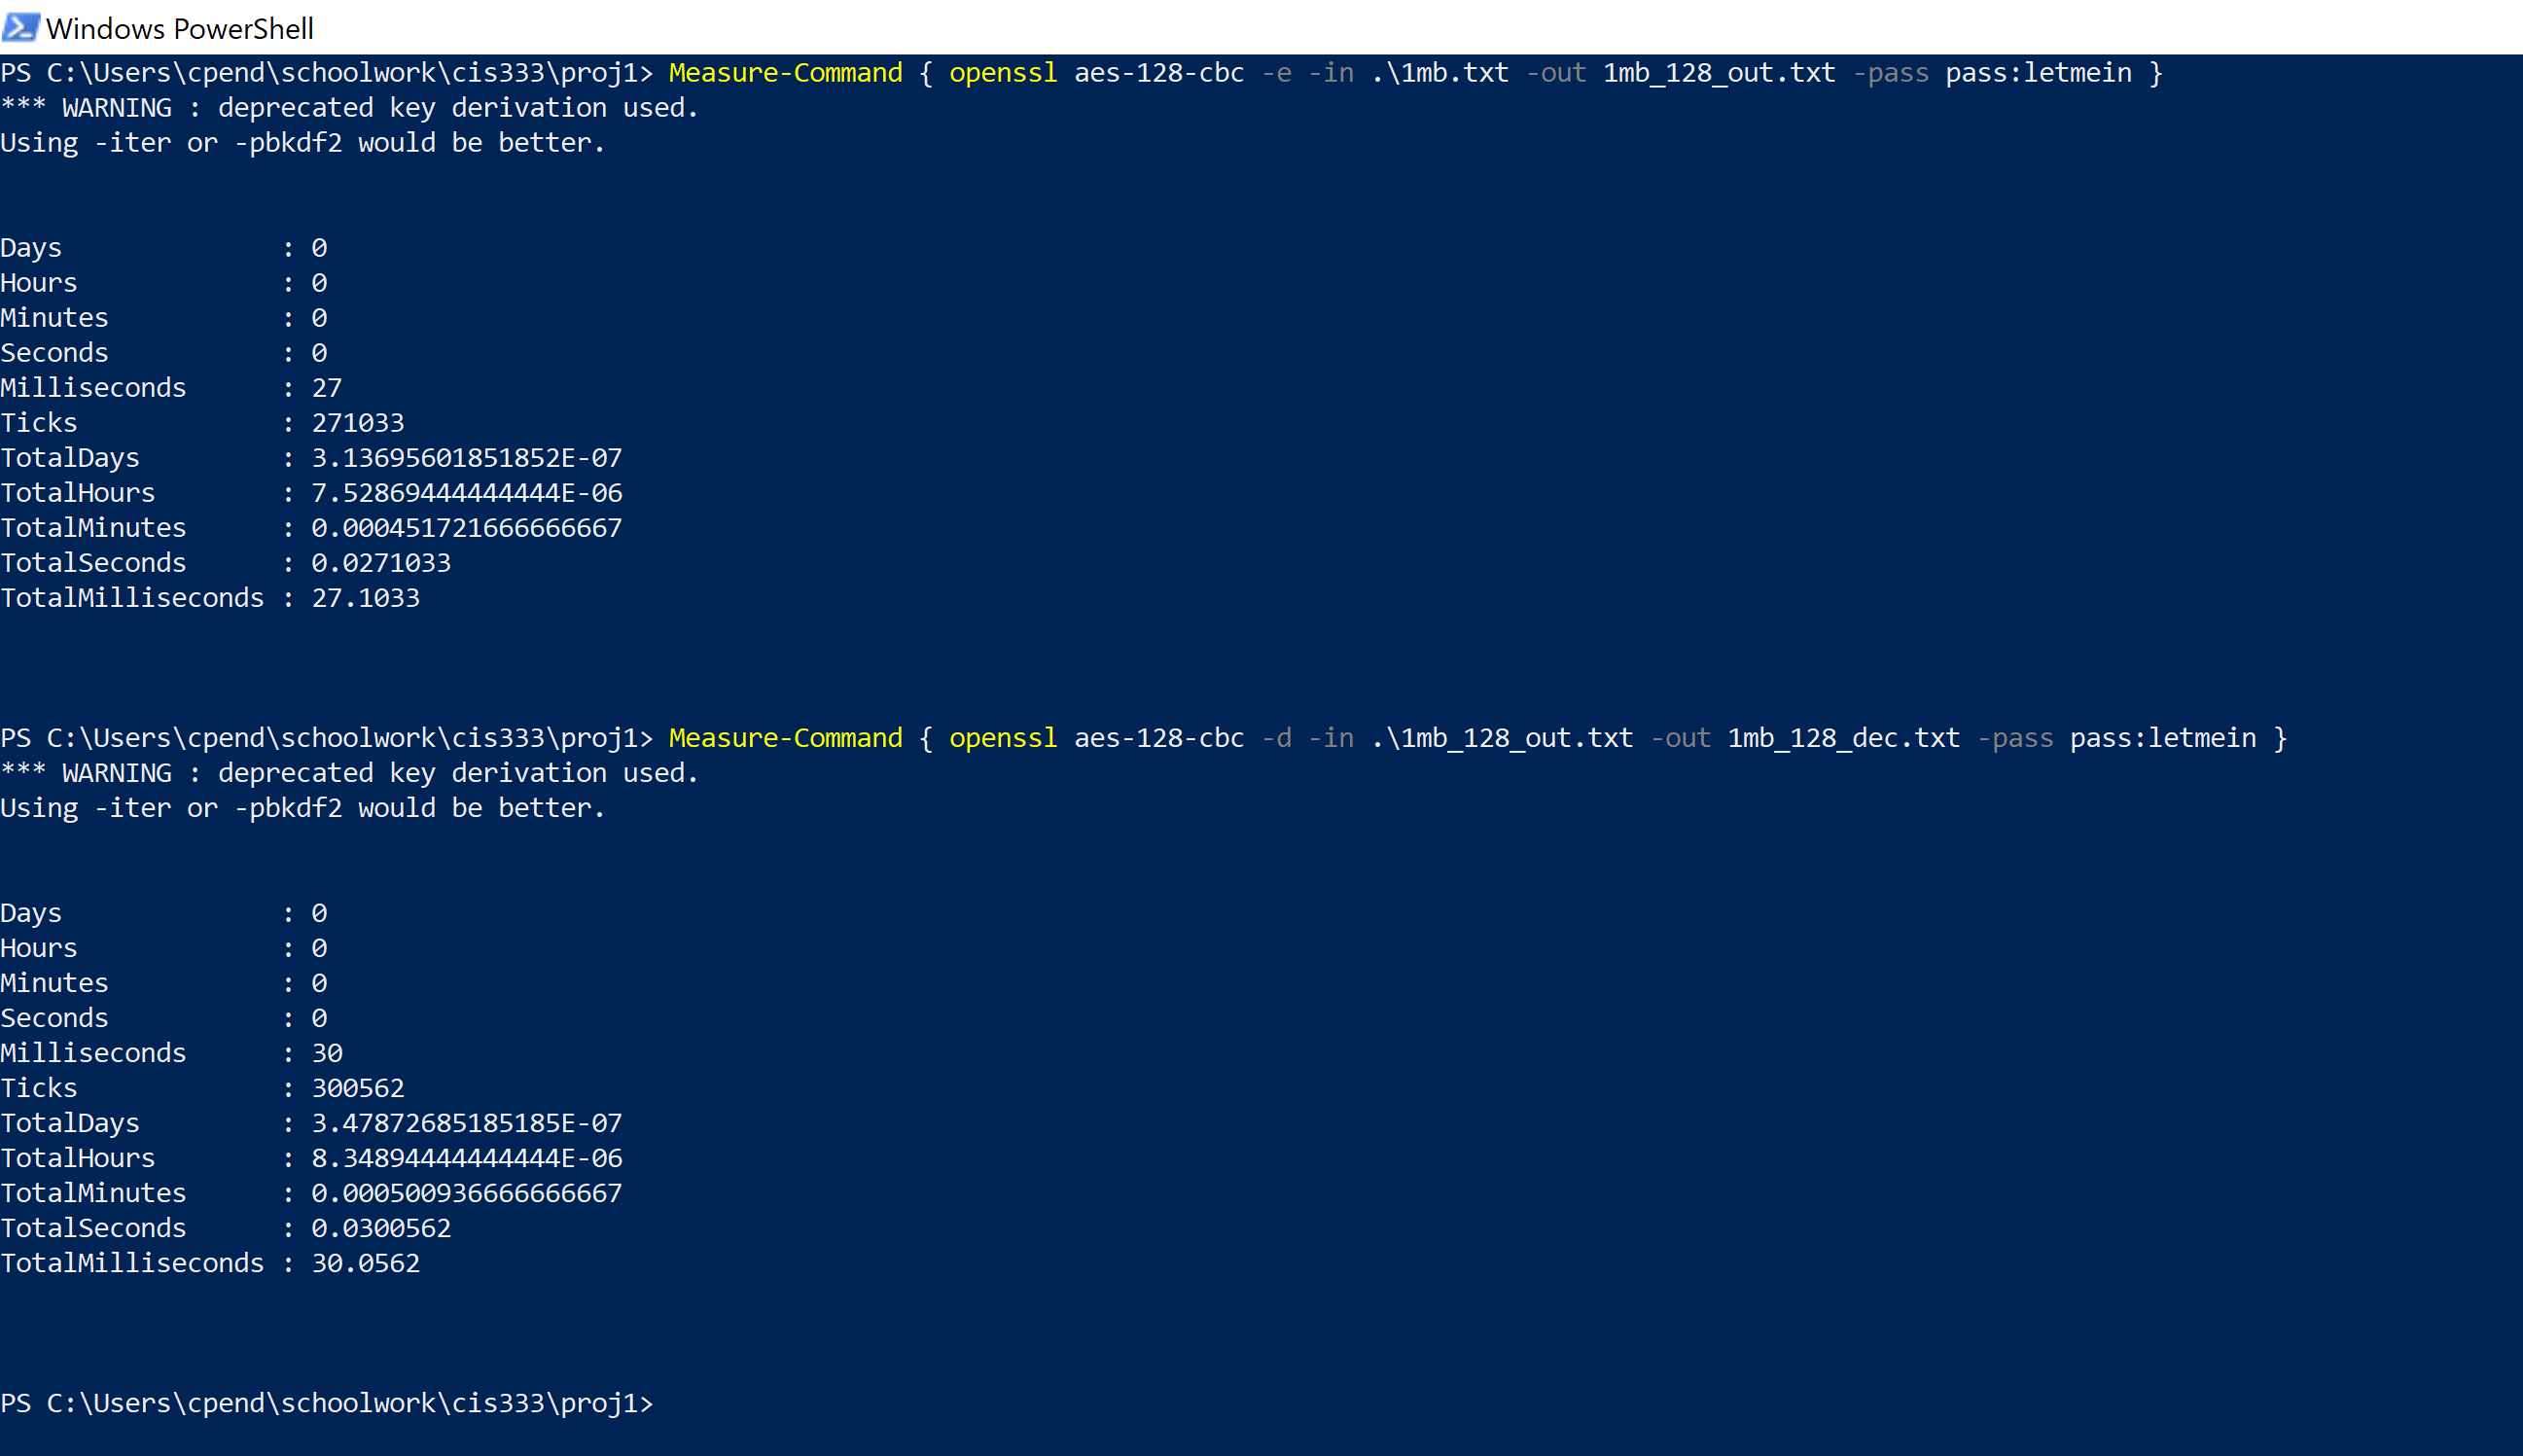 Windows PowerShell
PS C:\Users\cpend\schoolwork\cis333\proj1> Measure-Command { openssl aes-128-cbc -e -in .\1mb.txt -out 1mb_128_out.txt -pass pass:letmein }
*** WARNING : deprecated key derivation used.
Using -iter or -pbkdf2 would be better.
Days              : 0
Hours             : 0
Minutes           : 0
Seconds           : 0
Milliseconds      : 27
Ticks             : 271033
TotalDays         : 3.13695601851852E-07
TotalHours        : 7.52869444444444E-06
TotalMinutes      : 0.000451721666666667
TotalSeconds      : 0.0271033
TotalMilliseconds : 27.1033
PS C:\Users\cpend\schoolwork\cis333\proj1> Measure-Command { openssl aes-128-cbc -d -in .\1mb_128_out.txt -out 1mb_128_dec.txt -pass pass:letmein }
*** WARNING : deprecated key derivation used.
Using -iter or -pbkdf2 would be better.
Days              : 0
Hours             : 0
Minutes           : 0
Seconds           : 0
Milliseconds      : 30
Ticks             : 300562
TotalDays         : 3.47872685185185E-07
TotalHours        : 8.34894444444444E-06
TotalMinutes      : 0.000500936666666667
TotalSeconds      : 0.0300562
TotalMilliseconds : 30.0562
PS C:\Users\cpend\schoolwork\cis333\proj1>